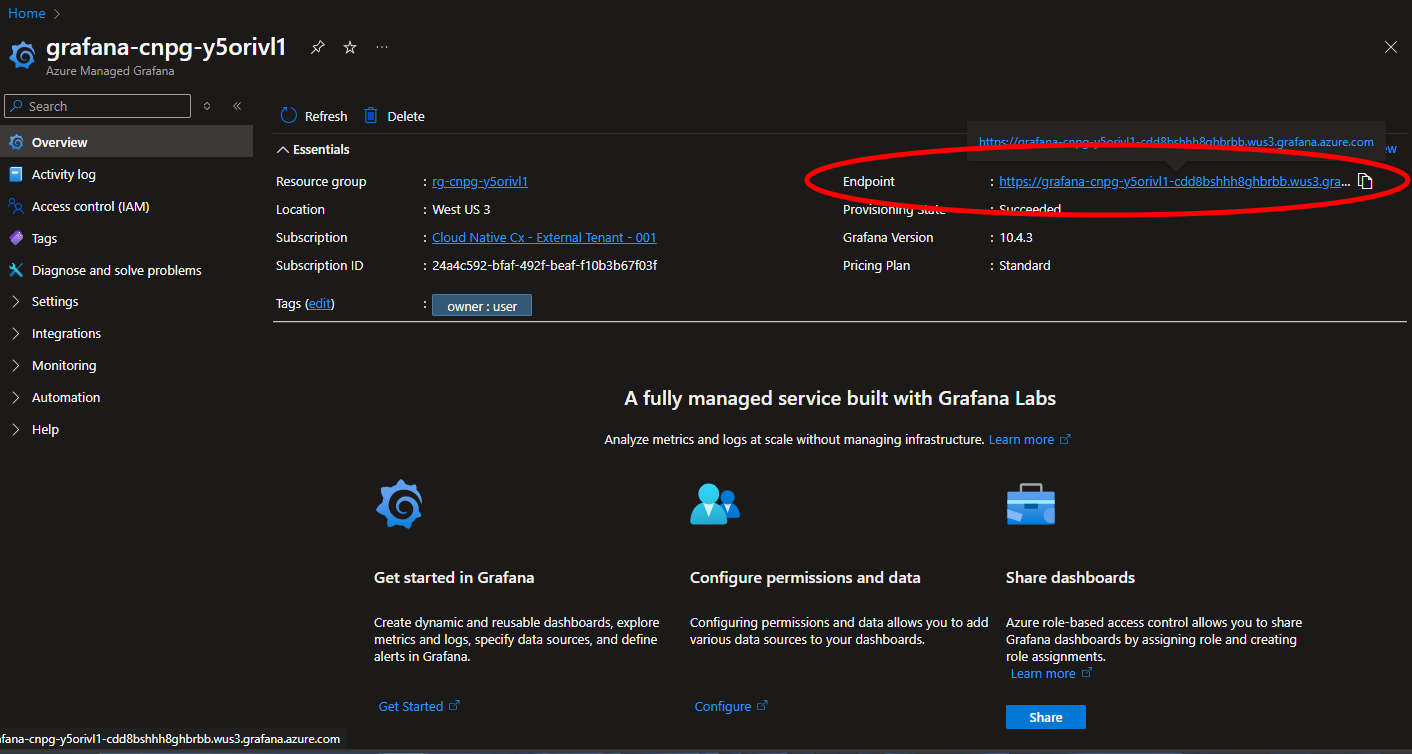 Home
grafana-cnpg-y5orivl1
Azure Managed Grafana
Search
Overview
Activity log
Access control (IAM)
Tags
Diagnose and solve problems
Settings
Integrations
Monitoring
Automation
Help
Refresh
Delete
Essentials
Resource group : rg-cnpg-y5orivl1
Location : West US 3
Subscription : Cloud Native Cx - External Tenant - 001
Subscription ID : 24a4c592-bfaf-492f-beaf-f10b3b67f03f
Tags (edit) : owner : user
https://grafana-cnpg-y5orivl1-cdd8bshhh8ghbrbb.wus3.grafana.azure.com
ew
Endpoint : https://grafana-cnpg-y5orivl1-cdd8bshhh8ghbrbb.wus3.gra...
Provisioning State : Succeeded
Grafana Version : 10.4.3
Pricing Plan : Standard
A fully managed service built with Grafana Labs
Analyze metrics and logs at scale without managing infrastructure. Learn more
Get started in Grafana
Create dynamic and reusable dashboards, explore
metrics and logs, specify data sources, and define
alerts in Grafana.
Get Started
Configure permissions and data
Configuring permissions and data allows you to add
various data sources to your dashboards.
Configure
Share dashboards
Azure role-based access control allows you to share
Grafana dashboards by assigning role and creating
role assignments.
Learn more
Share
afana-cnpg-y5orivl1-cdd8bshhh8ghbrbb.wus3.grafana.azure.com